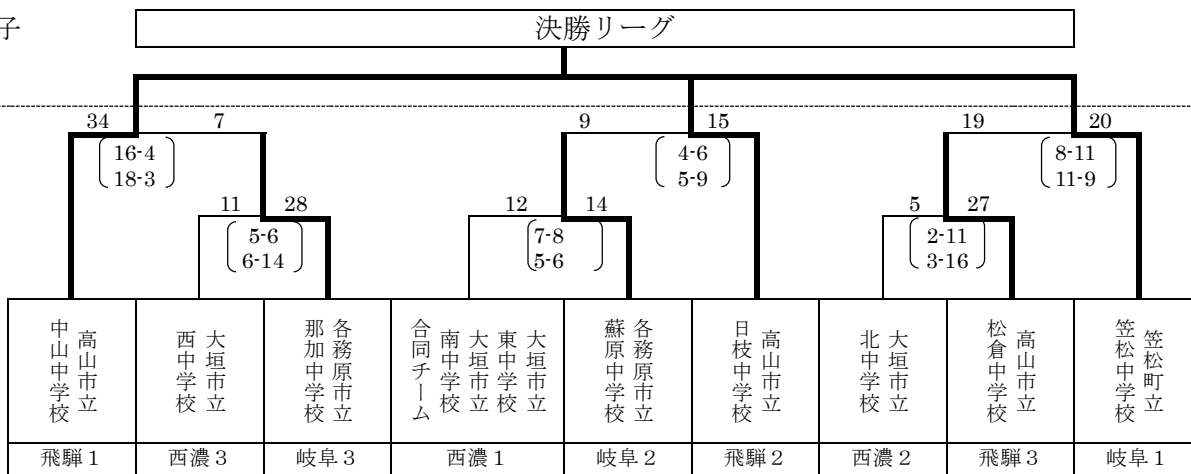 子
決勝リーグ
34 7 9 15 19 20
16-4 4-6 8-11
18-3 5-9 11-9
11 28 12 14 5 27
5-6 7-8 2-11
6-14 5-6 3-16
高山市立
中山中学校
大垣市立
西中学校
各務原市立
那加中学校
大垣市立
東中学校
大垣市立
南中学校
合同チーム
各務原市立
蘇原中学校
高山市立
日枝中学校
大垣市立
北中学校
高山市立
松倉中学校
笠松町立
笠松中学校
飛騨1 西濃3 岐阜3 西濃1 岐阜2 飛騨2 西濃2 飛騨3 岐阜1